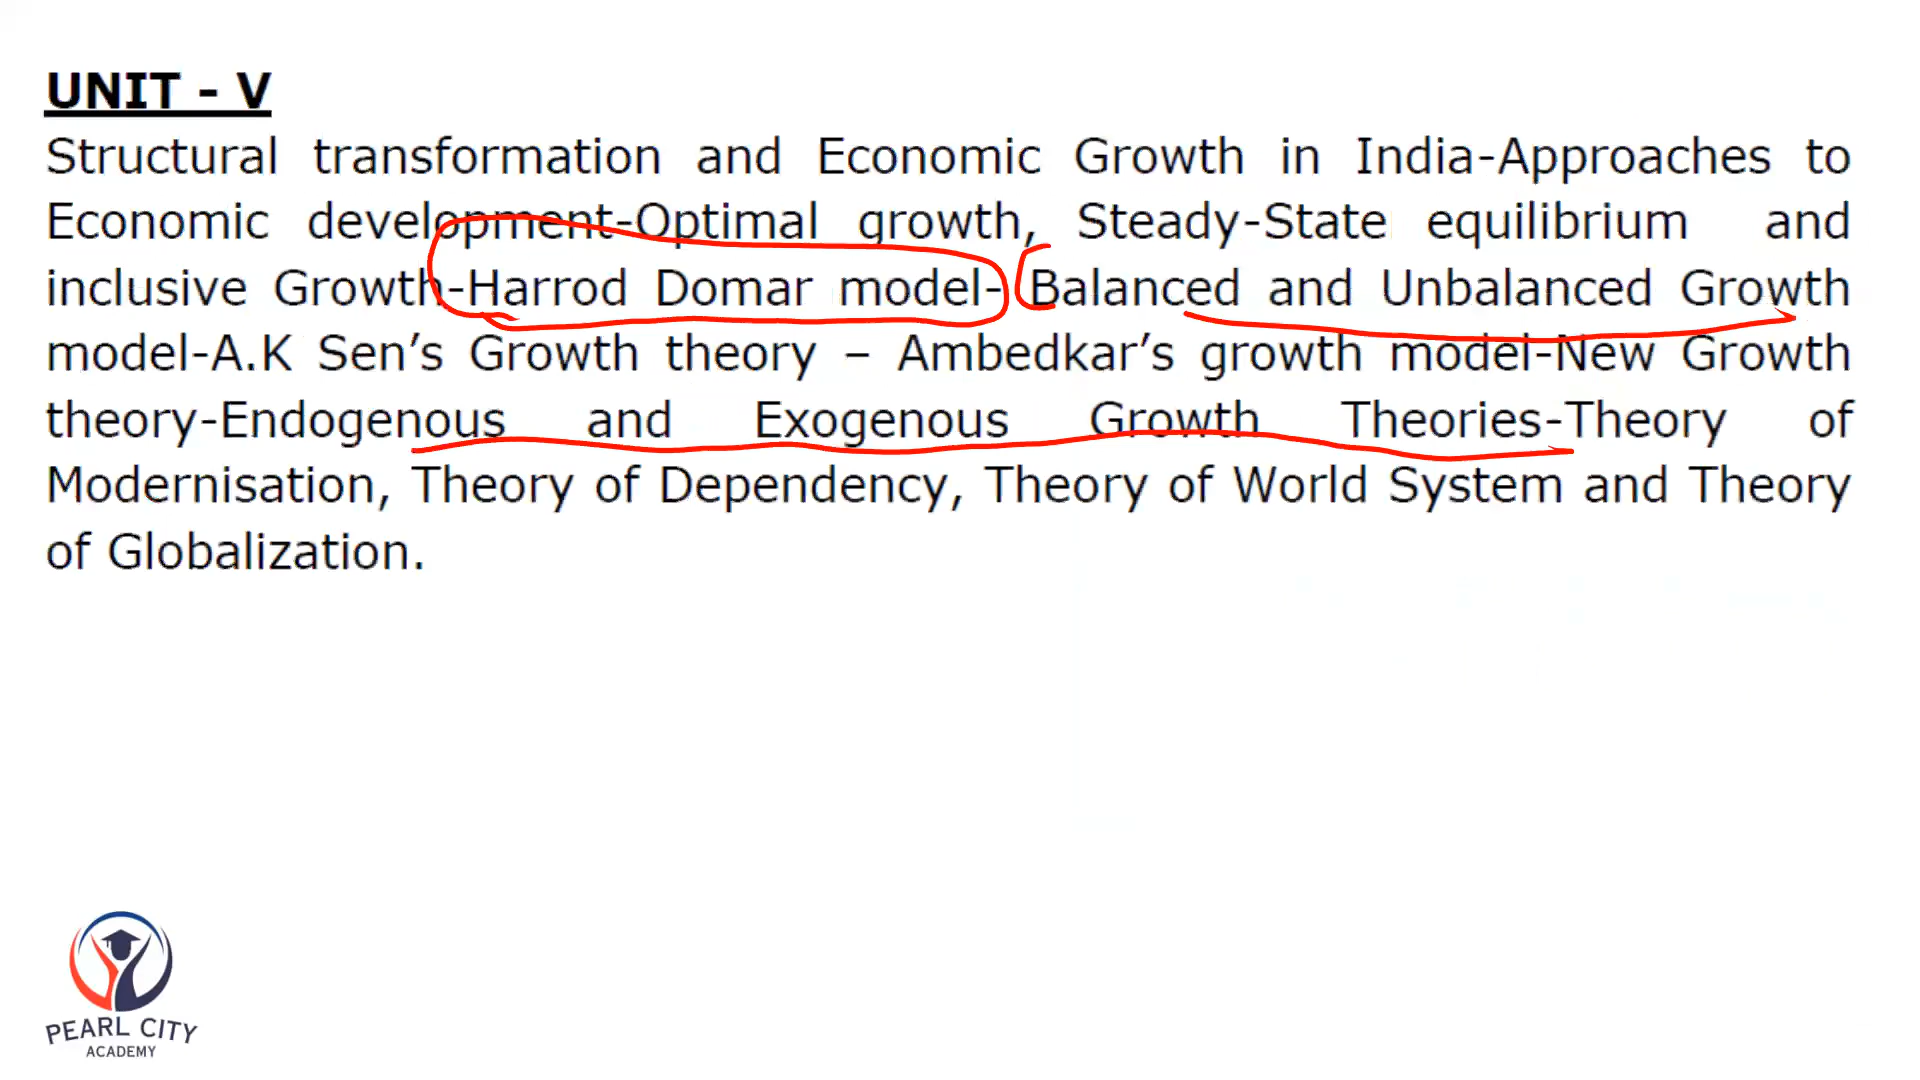 UNIT - V
Structural transformation and Economic Growth in India-Approaches to
Economic development-Optimal growth, Steady-State equilibrium and
inclusive Growth-Harrod Domar model- Balanced and Unbalanced Growth
model-A.K Sen’s Growth theory – Ambedkar’s growth model-New Growth
theory-Endogenous and Exogenous Growth Theories-Theory of
Modernisation, Theory of Dependency, Theory of World System and Theory
of Globalization.
PEARL CITY
ACADEMY